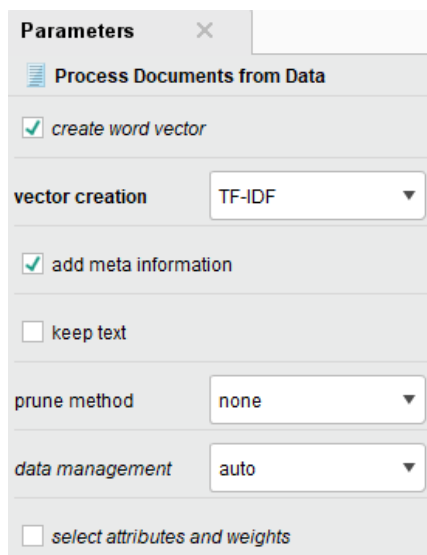 Parameters
Process Documents from Data
create word vector
vector creation TF-IDF
add meta information
keep text
prune method none
data management auto
select attributes and weights